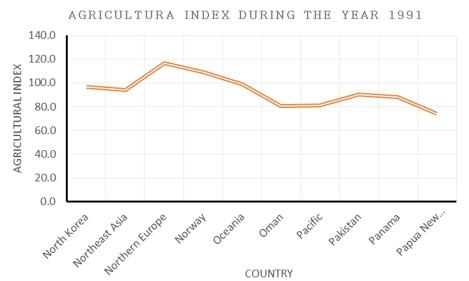 AGRICULTURA INDEX DURING THE YEAR 1991
140.0
120.0
100.0
80.0
60.0
40.0
20.0
0.0
AGRICULTURAL INDEX
North Korea
Northeast Asia
Northern Europe
Norway
Oceania
Oman
Pacific
Pakistan
Panama
Papua New...
COUNTRY